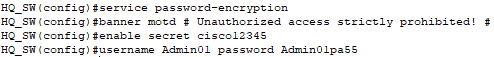 HQ_SW(config)#service password-encryption
HQ_SW(config)#banner motd # Unauthorized access strictly prohibited! #
HQ_SW(config)#enable secret cisco12345
HQ_SW(config)#username Admin01 password Admin01pa55